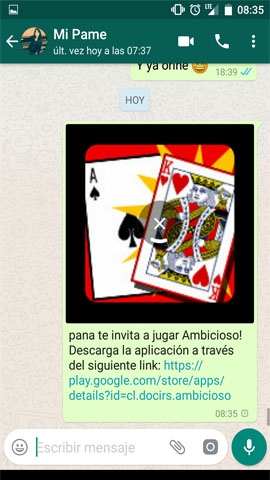 LTE 08:35
Mi Pame
últ. vez hoy a las 07:37
Y ya oriné
18:39
HOY
A
K
pana te invita a jugar Ambicioso!
Descarga la aplicación a través
del siguiente link: https://
play.google.com/store/apps/
details?id=cl.docirs.ambicioso
08:35
Escribir mensaje